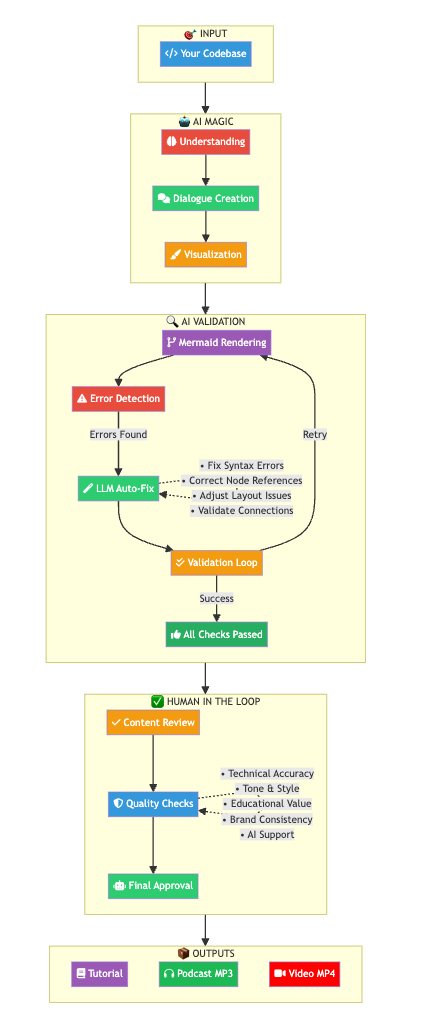 INPUT
Your Codebase
AI MAGIC
Understanding
Dialogue Creation
Visualization
AI VALIDATION
Mermaid Rendering
Error Detection
Errors Found
Retry
LLM Auto-Fix
• Fix Syntax Errors
• Correct Node References
• Adjust Layout Issues
• Validate Connections
Validation Loop
Success
All Checks Passed
HUMAN IN THE LOOP
Content Review
Quality Checks
• Technical Accuracy
• Tone & Style
• Educational Value
• Brand Consistency
• AI Support
Final Approval
OUTPUTS
Tutorial
Podcast MP3
Video MP4